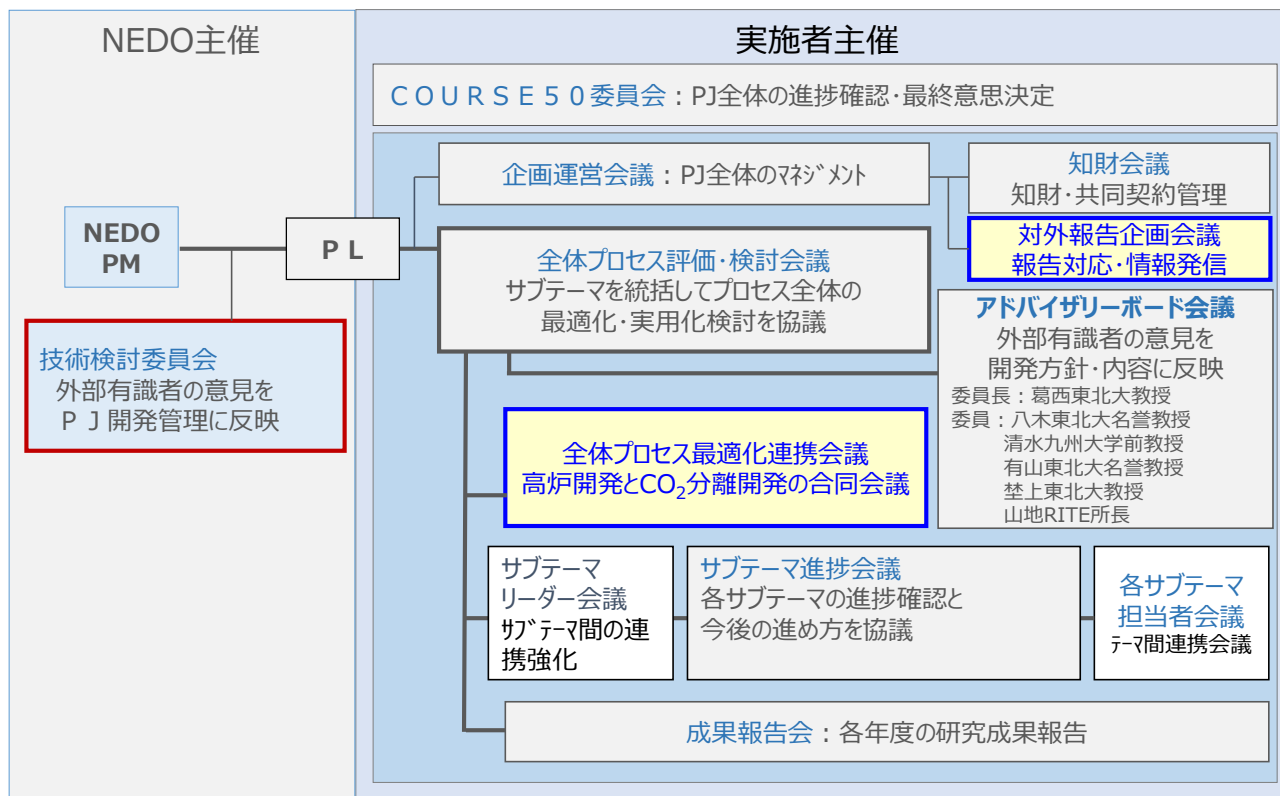 NEDO主催
実施者主催
ＣＯＵＲＳＥ５０委員会：PJ全体の進捗確認・最終意思決定
企画運営会議：PJ全体のﾏﾈｼﾞﾒﾝﾄ
知財会議
知財・共同契約管理
対外報告企画会議
報告対応・情報発信
NEDO
PM
ＰＬ
全体プロセス評価・検討会議
サブテーマを統括してプロセス全体の
最適化・実用化検討を協議
アドバイザリーボード会議
外部有識者の意見を
開発方針・内容に反映
委員長：葛西東北大教授
委員：八木東北大名誉教授
清水九州大学前教授
有山東北大名誉教授
埜上東北大教授
山地RITE所長
技術検討委員会
外部有識者の意見を
ＰＪ開発管理に反映
全体プロセス最適化連携会議
高炉開発とCO₂分離開発の合同会議
サブテーマ
リーダー会議
ｻﾌﾞﾃｰﾏ間の連
携強化
サブテーマ進捗会議
各サブテーマの進捗確認と
今後の進め方を協議
各サブテーマ
担当者会議
ﾃｰﾏ間連携会議
成果報告会：各年度の研究成果報告